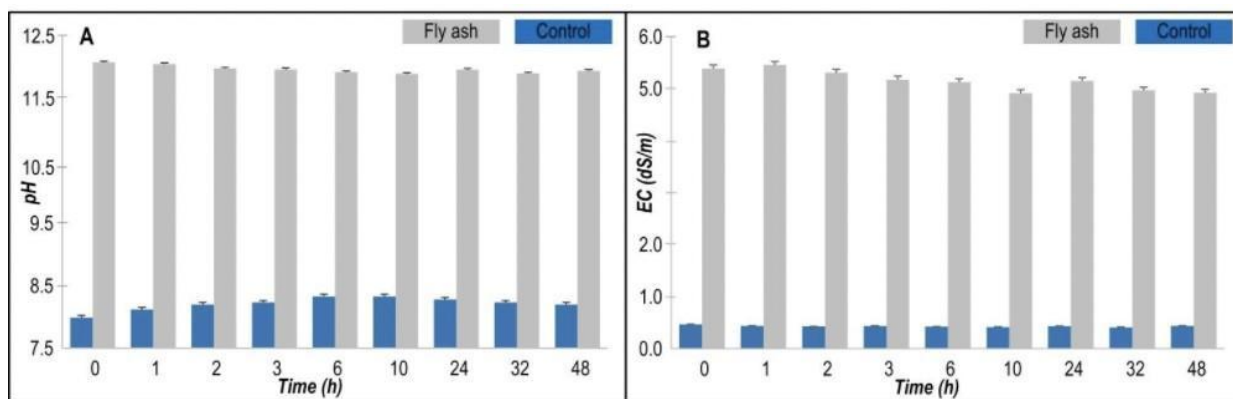 A
Fly ash
Control
12.5
11.5
10.5
9.5
8.5
7.5
pH
0 1 2 3 6 10 24 32 48
Time (h)
B
Fly ash
Control
6.0
5.0
2.0
1.0
0.0
EC (dS/m)
0 1 2 3 6 10 24 32 48
Time (h)